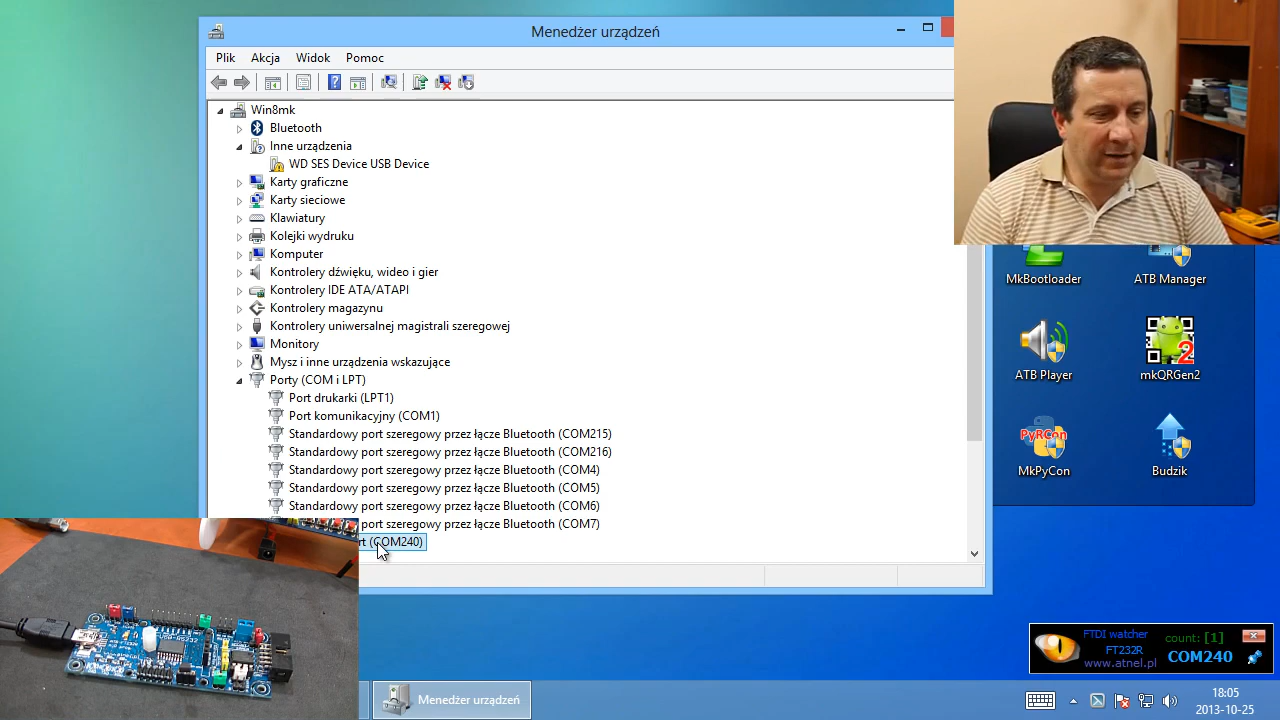 Menedżer urządzeń
Plik Akcja Widok Pomoc
Win8mk
Bluetooth
Inne urządzenia
WD SES Device USB Device
Karty graficzne
Karty sieciowe
Klawiatury
Kolejki wydruku
Komputer
Kontrolery dźwięku, wideo i gier
Kontrolery IDE ATA/ATAPI
Kontrolery magazynu
Kontrolery uniwersalnej magistrali szeregowej
Monitory
Mysz i inne urządzenia wskazujące
Porty (COM i LPT)
Port drukarki (LPT1)
Port komunikacyjny (COM1)
Standardowy port szeregowy przez łącze Bluetooth (COM215)
Standardowy port szeregowy przez łącze Bluetooth (COM216)
Standardowy port szeregowy przez łącze Bluetooth (COM4)
Standardowy port szeregowy przez łącze Bluetooth (COM5)
Standardowy port szeregowy przez łącze Bluetooth (COM6)
port szeregowy przez łącze Bluetooth (COM7)
rt (COM240)
MkBootloader
ATB Manager
ATB Player
2
mkQRGen2
PyRCon
MkPyCon
Budzik
FTDI watcher
FT232R
www.atnel.pl
count: [1]
COM240
Menedżer urządzeń
18:05
2013-10-25